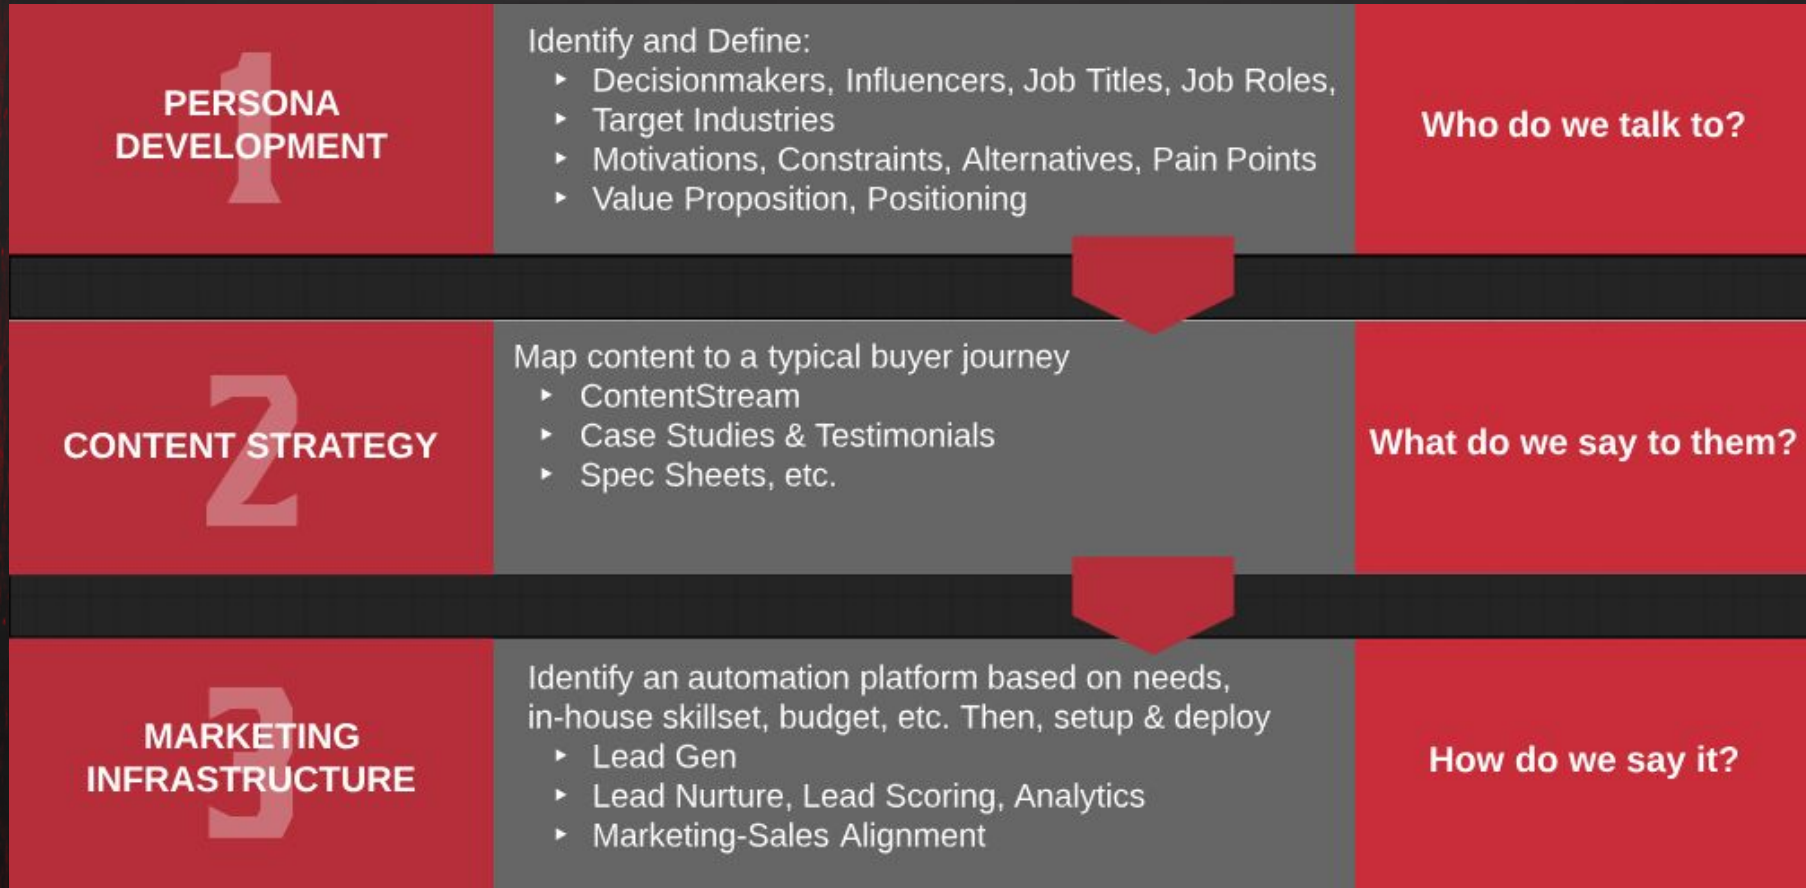 1
PERSONA
DEVELOPMENT
Identify and Define:
‣ Decisionmakers, Influencers, Job Titles, Job Roles,
‣ Target Industries
‣ Motivations, Constraints, Alternatives, Pain Points
‣ Value Proposition, Positioning
Who do we talk to?
2
CONTENT STRATEGY
Map content to a typical buyer journey
‣ ContentStream
‣ Case Studies & Testimonials
‣ Spec Sheets, etc.
What do we say to them?
3
MARKETING
INFRASTRUCTURE
Identify an automation platform based on needs,
in-house skillset, budget, etc. Then, setup & deploy
‣ Lead Gen
‣ Lead Nurture, Lead Scoring, Analytics
‣ Marketing-Sales Alignment
How do we say it?